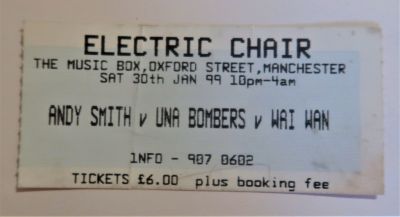 ELECTRIC CHAIR
THE MUSIC BOX,OXFORD STREET,MANCHESTER
SAT 30th JAN 99 10pm-4am
ANDY SMITH v UNA BOMBERS v WAI WAN
INFO - 907 0602
TICKETS £6.00 plus booking fee